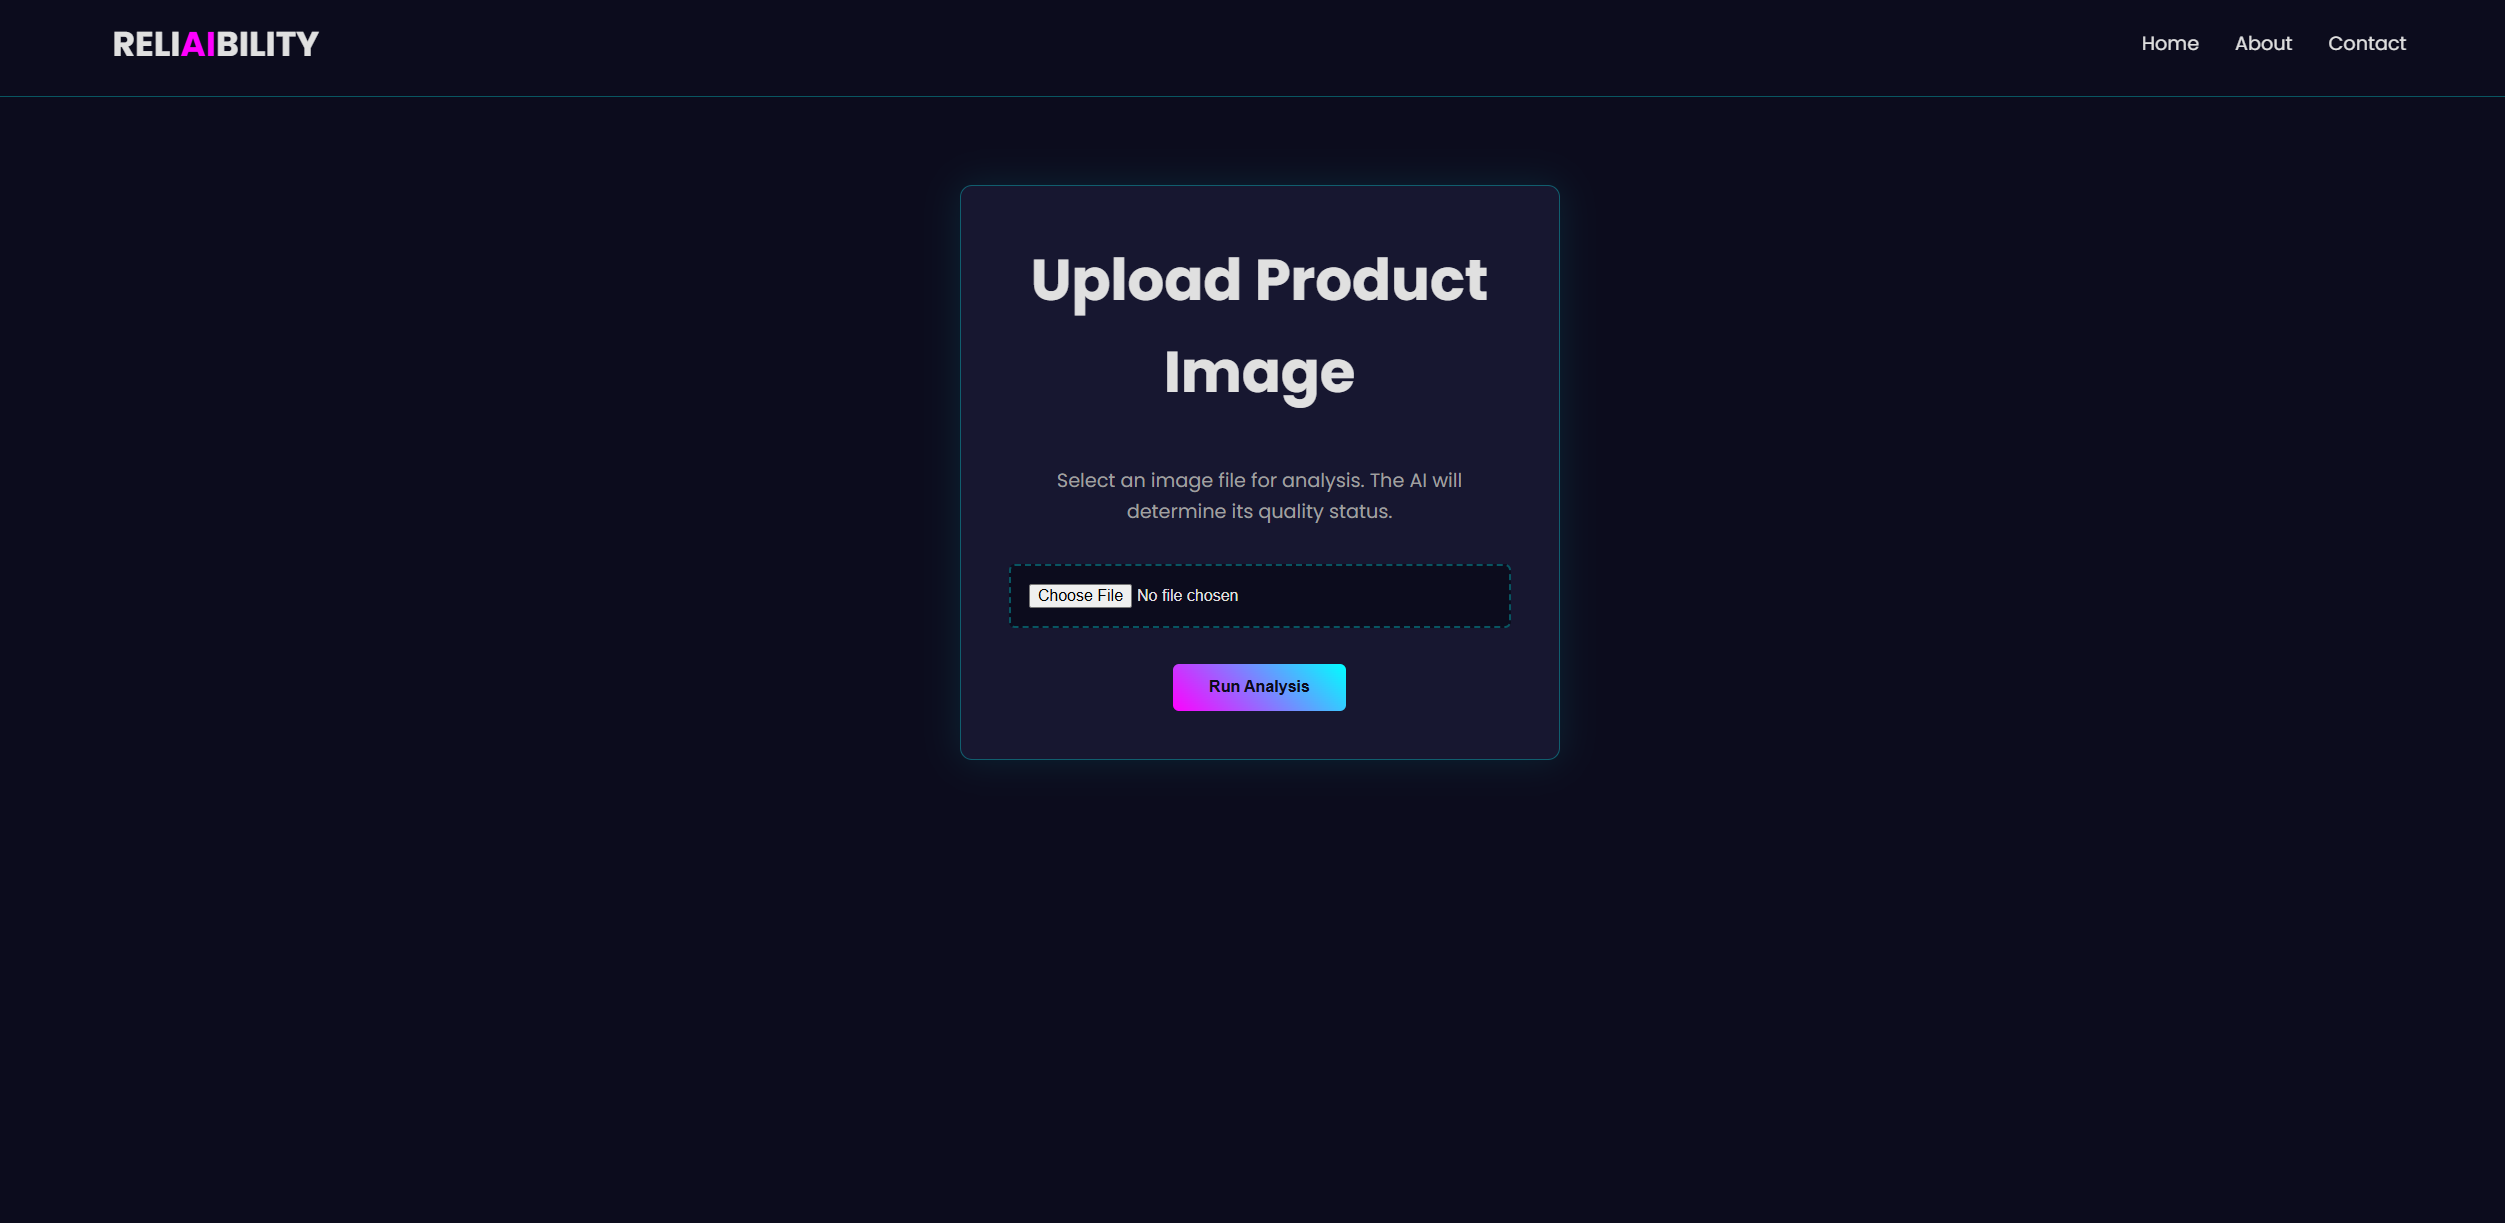 RELIAIBILITY
Home About Contact
Upload Product
Image
Select an image file for analysis. The AI will
determine its quality status.
Choose File No file chosen
Run Analysis